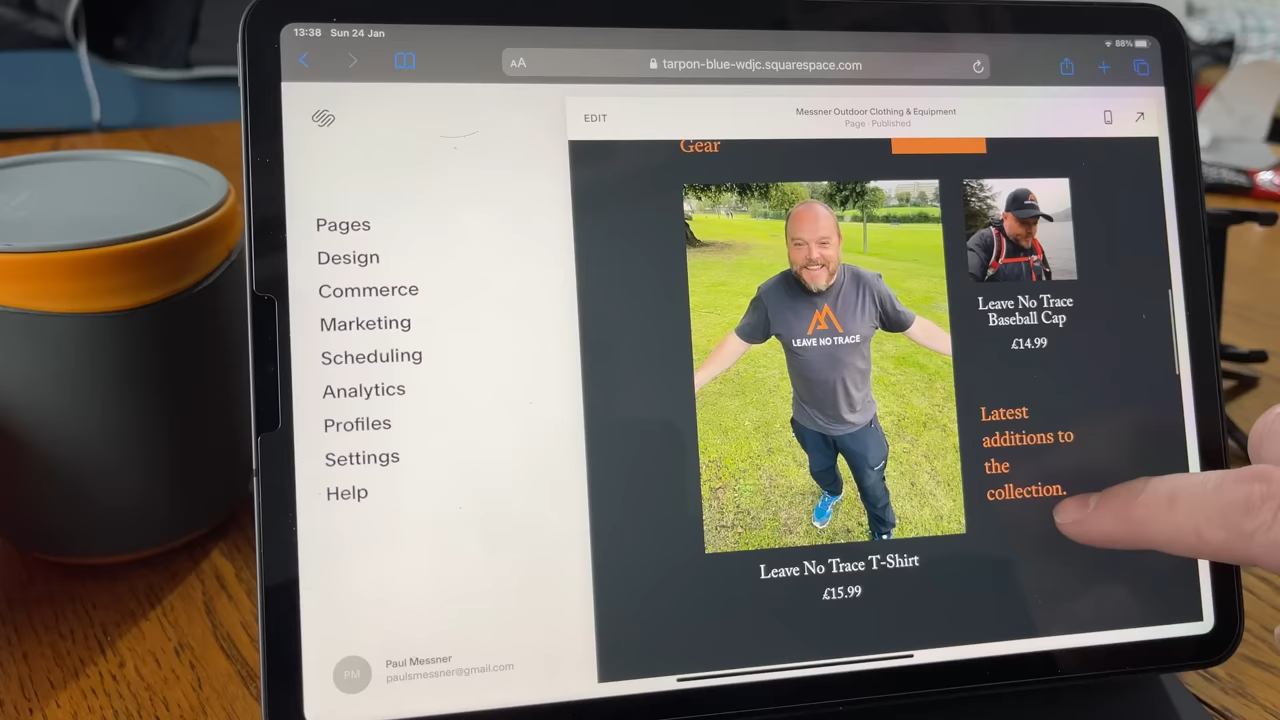 13:38 Sun 24 Jan
88%
AA
tarpon-blue-wdjc.squarespace.com
EDIT
Messner Outdoor Clothing & Equipment
Page · Published
Pages
Design
Commerce
Marketing
Scheduling
Analytics
Profiles
Settings
Help
PM
Paul Messner
paulsmessner@gmail.com
Gear
LEAVE NO TRACE
Leave No Trace T-Shirt
£15.99
Leave No Trace
Baseball Cap
£14.99
Latest
additions to
the
collection.